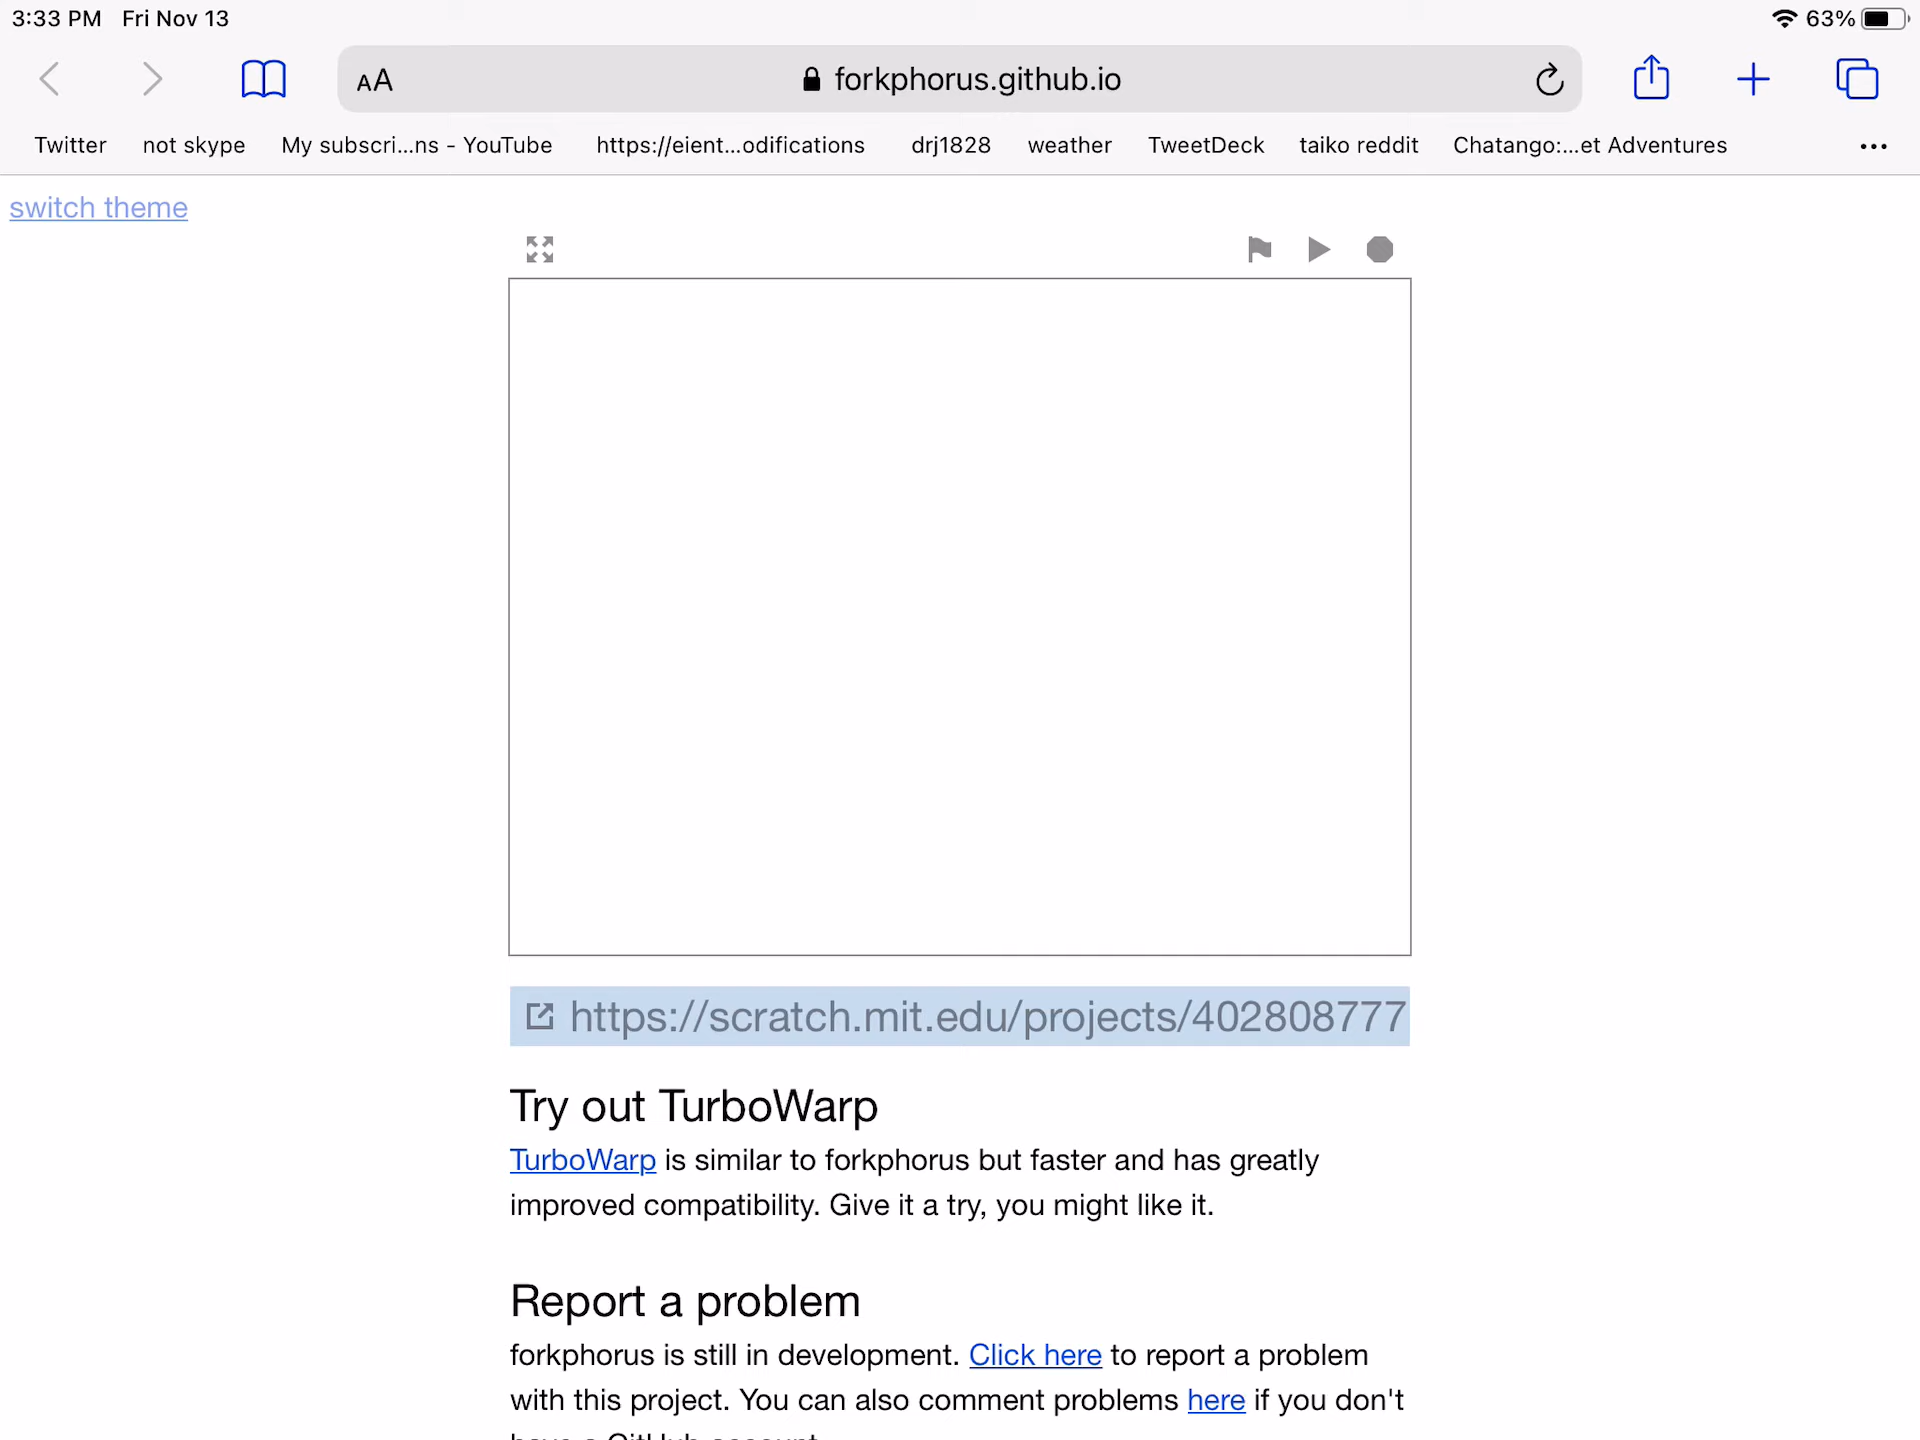 3:33 PM Fri Nov 13 63%
AA forkphorus.github.io
Twitter not skype My subscri...ns - YouTube https://eient...odifications drj1828 weather TweetDeck taiko reddit Chatango:...et Adventures
switch theme
https://scratch.mit.edu/projects/402808777
Try out TurboWarp
TurboWarp is similar to forkphorus but faster and has greatly
improved compatibility. Give it a try, you might like it.
Report a problem
forkphorus is still in development. Click here to report a problem
with this project. You can also comment problems here if you don't
have a GitHub account.